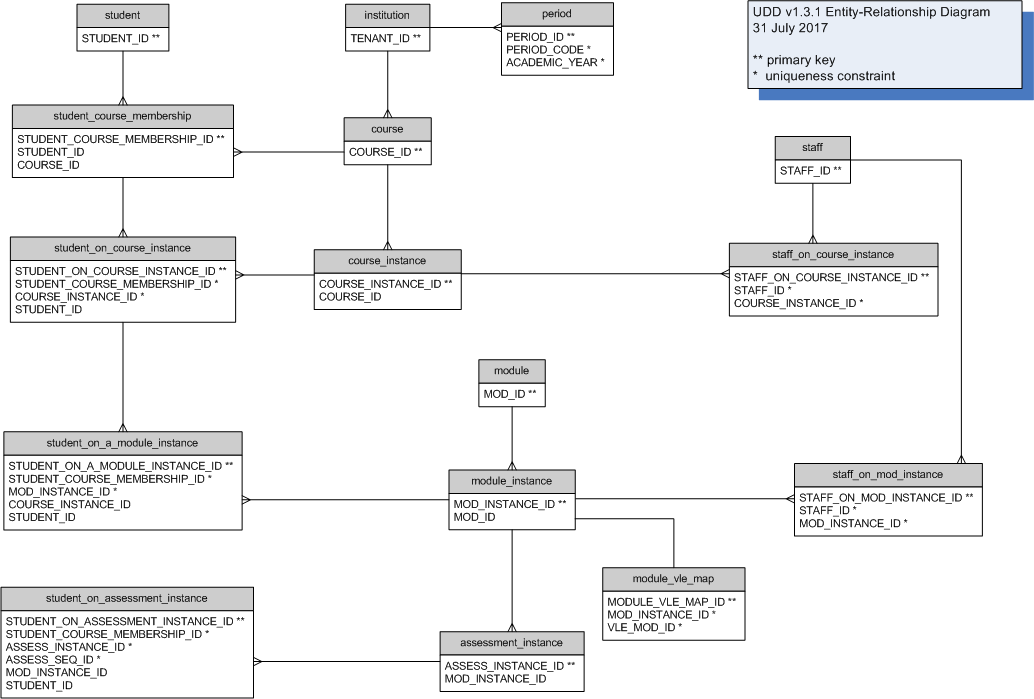 student
STUDENT_ID **
institution
TENANT_ID **
period
PERIOD_ID **
PERIOD_CODE *
ACADEMIC_YEAR *
UDD v1.3.1 Entity-Relationship Diagram
31 July 2017
** primary key
* uniqueness constraint
student_course_membership
STUDENT_COURSE_MEMBERSHIP_ID **
STUDENT_ID
COURSE_ID
course
COURSE_ID **
staff
STAFF_ID **
student_on_course_instance
STUDENT_ON_COURSE_INSTANCE_ID **
STUDENT_COURSE_MEMBERSHIP_ID *
COURSE_INSTANCE_ID *
STUDENT_ID
course_instance
COURSE_INSTANCE_ID **
COURSE_ID
staff_on_course_instance
STAFF_ON_COURSE_INSTANCE_ID **
STAFF_ID *
COURSE_INSTANCE_ID *
module
MOD_ID **
student_on_a_module_instance
STUDENT_ON_A_MODULE_INSTANCE_ID **
STUDENT_COURSE_MEMBERSHIP_ID *
MOD_INSTANCE_ID *
COURSE_INSTANCE_ID
STUDENT_ID
module_instance
MOD_INSTANCE_ID **
MOD_ID
staff_on_mod_instance
STAFF_ON_MOD_INSTANCE_ID **
STAFF_ID *
MOD_INSTANCE_ID *
module_vle_map
MODULE_VLE_MAP_ID **
MOD_INSTANCE_ID *
VLE_MOD_ID *
student_on_assessment_instance
STUDENT_ON_ASSESSMENT_INSTANCE_ID **
STUDENT_COURSE_MEMBERSHIP_ID *
ASSESS_INSTANCE_ID *
ASSESS_SEQ_ID *
MOD_INSTANCE_ID
STUDENT_ID
assessment_instance
ASSESS_INSTANCE_ID **
MOD_INSTANCE_ID